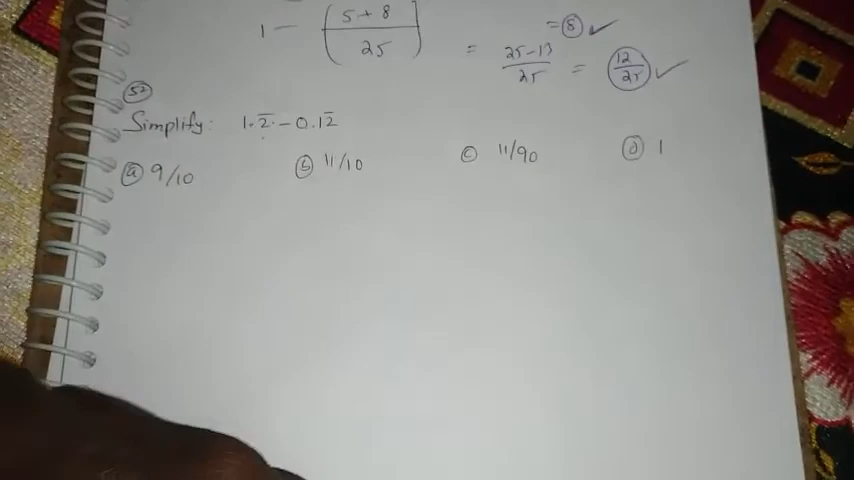 1 - (5+8/25) = 25-13/25 = 12/25 ✓
= 8 ✓
52
Simplify: 1.2̅ - 0.12̅
(a) 9/10 (b) 11/10 (c) 11/90 (d) 1